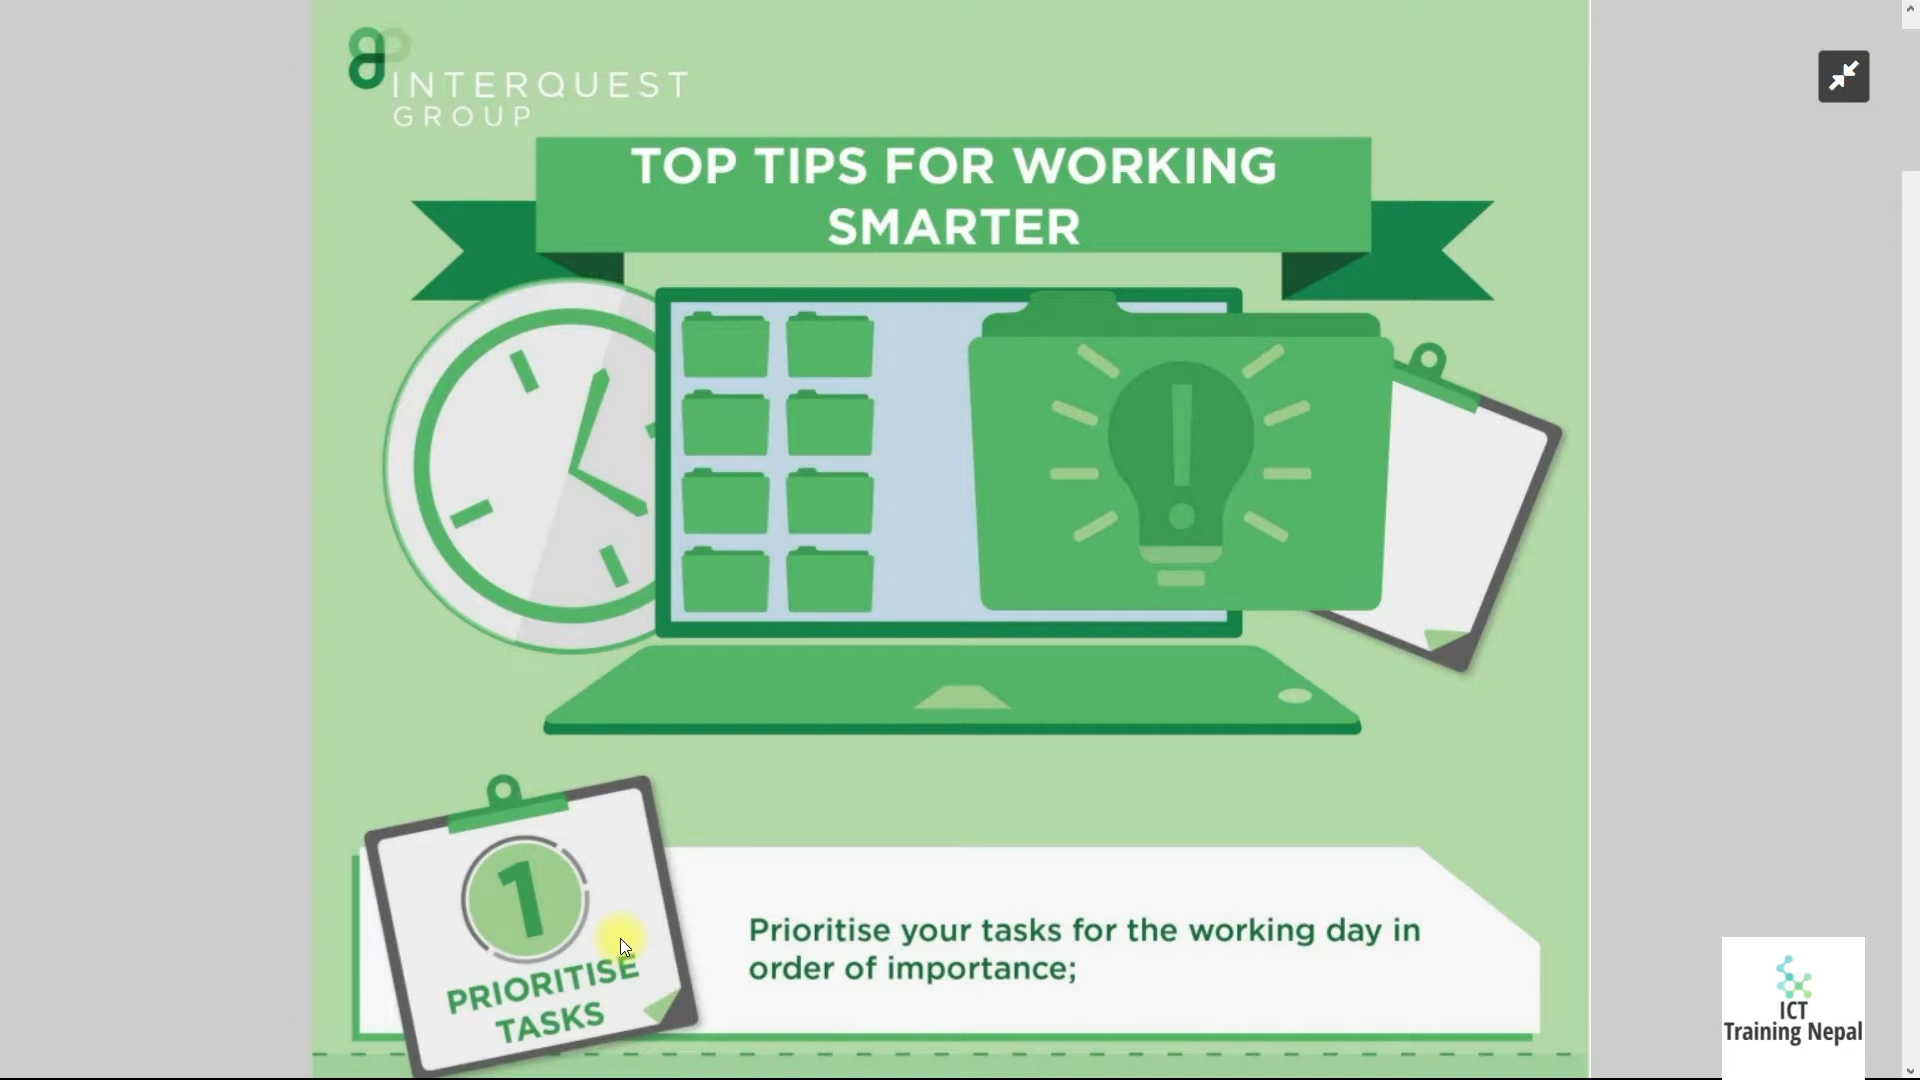 INTERQUEST
GROUP
TOP TIPS FOR WORKING
SMARTER
1
PRIORITISE
TASKS
Prioritise your tasks for the working day in
order of importance;
ICT
Training Nepal